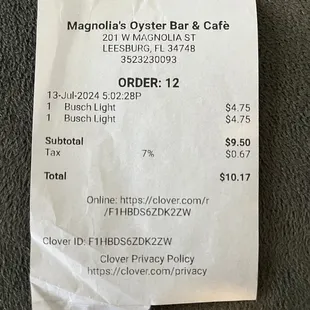 Magnolia's Oyster Bar & Cafè
201 W MAGNOLIA ST
LEESBURG, FL 34748
3523230093
ORDER: 12
13-Jul-2024 5:02:28P
1 Busch Light $4.75
1 Busch Light $4.75
Subtotal $9.50
Tax 7% $0.67
Total $10.17
Online: https://clover.com/r
/F1HBDS6ZDK2ZW
Clover ID: F1HBDS6ZDK2ZW
Clover Privacy Policy
https://clover.com/privacy